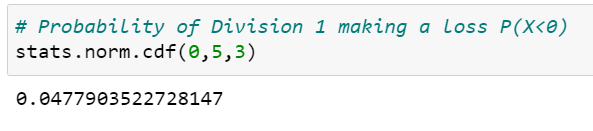 # Probability of Division 1 making a loss P(X<0)
stats.norm.cdf(0,5,3)
0.0477903522728147